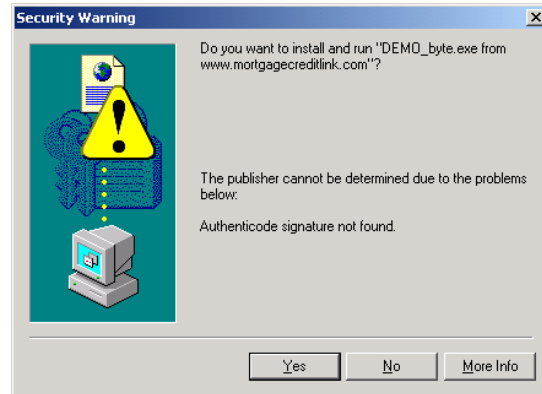 Security Warning
Do you want to install and run "DEMO_byte.exe from
www.mortgagecreditlink.com"?
The publisher cannot be determined due to the problems
below:
Authenticode signature not found.
Yes
No
More Info